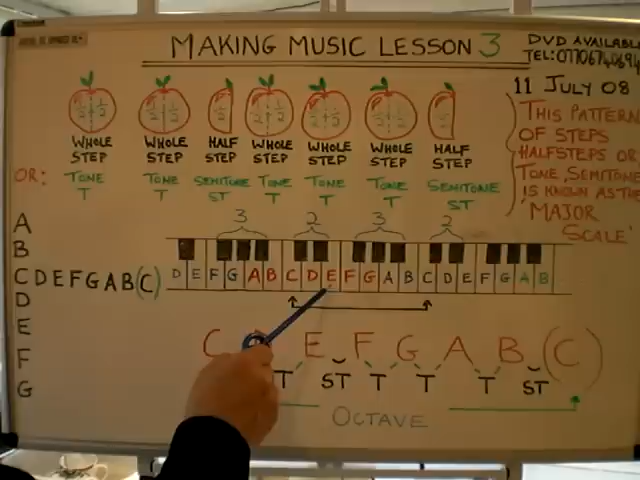 MAKING MUSIC LESSON 3
DVD AVAILABLE
TEL: 07706740694
11 JULY 08
WHOLE STEP WHOLE STEP HALF STEP WHOLE STEP WHOLE STEP WHOLE STEP HALF STEP
OR: TONE T TONE T SEMITONE ST TONE T TONE T TONE T SEMITONE ST
THIS PATTERN
OF STEPS
HALFSTEPS OR
TONE, SEMITONE
IS KNOWN AS THE
'MAJOR
SCALE'
3 2 3 2
A
B
C D E F G A B (C)
D
E
F
G
D E F G A B C D E F G A B C D E F G A B
C E F G A B (C)
T ST T T T ST
OCTAVE